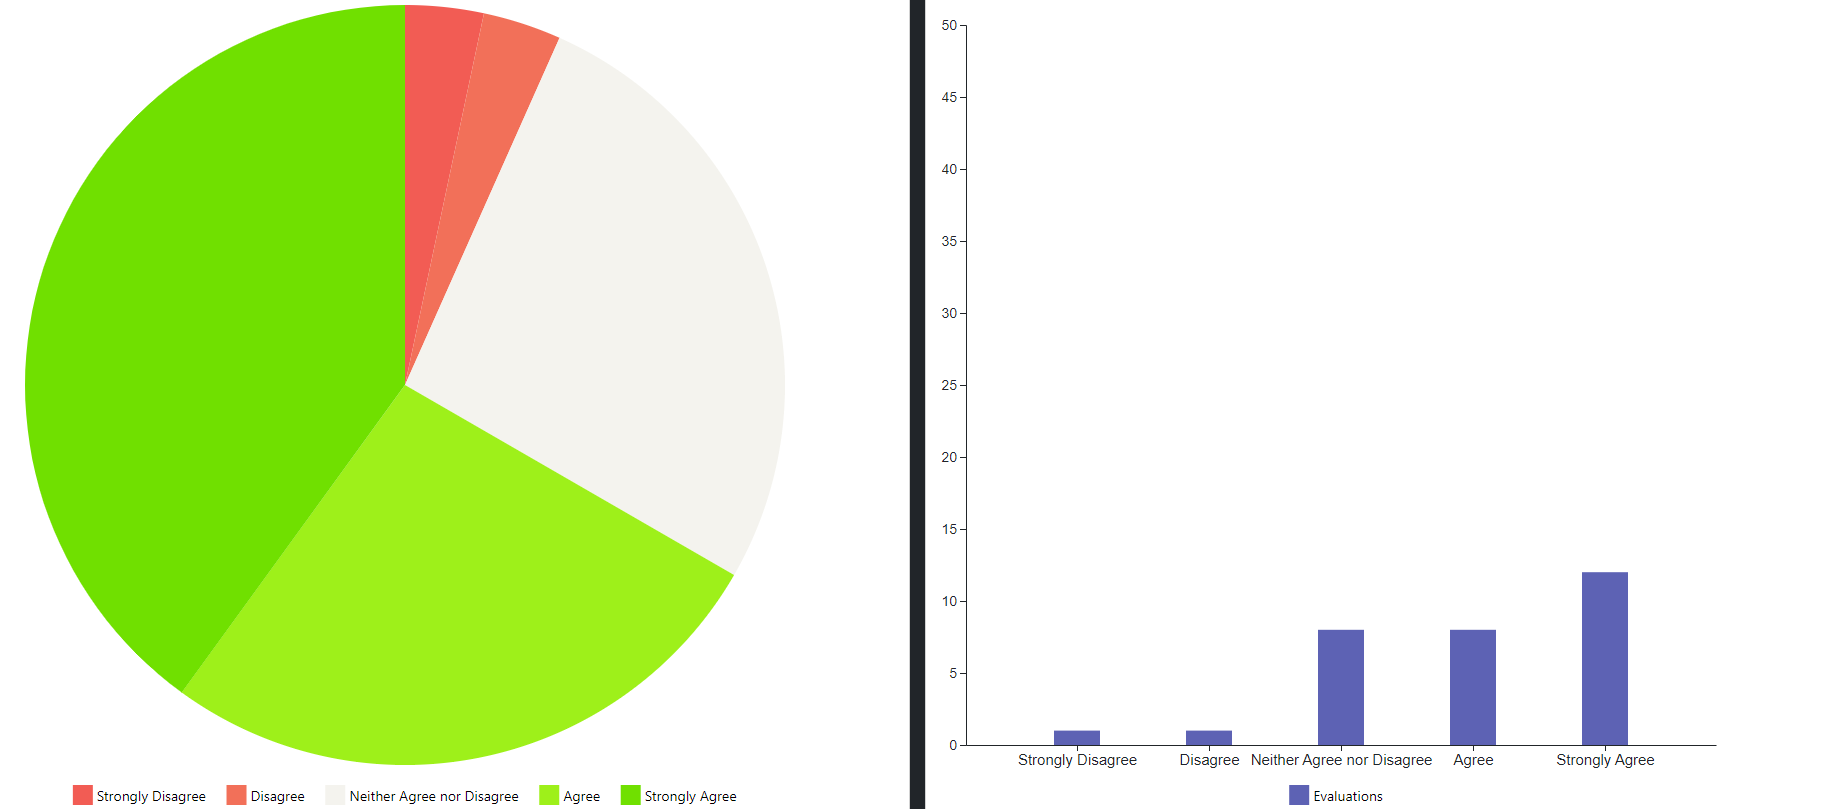 Strongly Disagree
Disagree
Neither Agree nor Disagree
Agree
Strongly Agree
50
45
40
35
30
25
20
15
10
5
0
Strongly Disagree
Disagree
Neither Agree nor Disagree
Agree
Strongly Agree
Evaluations